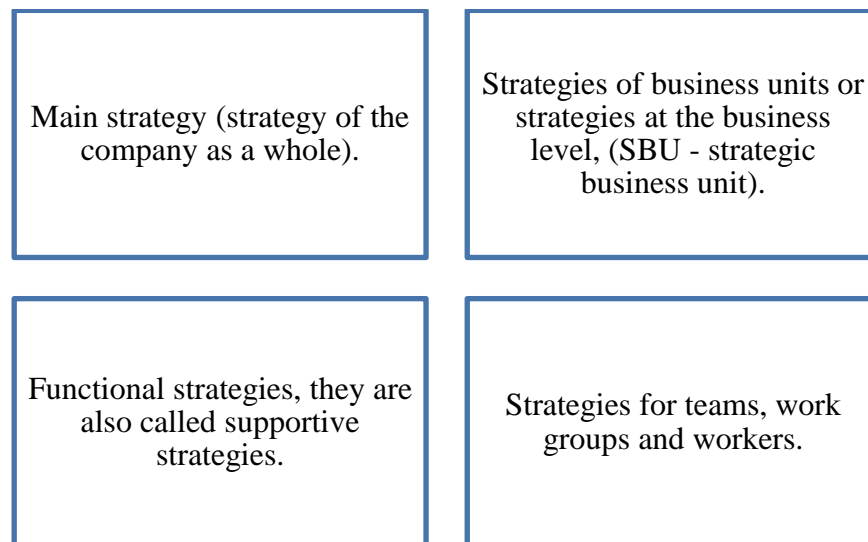 Main strategy (strategy of the
company as a whole).
Strategies of business units or
strategies at the business
level, (SBU - strategic
business unit).
Functional strategies, they are
also called supportive
strategies.
Strategies for teams, work
groups and workers.